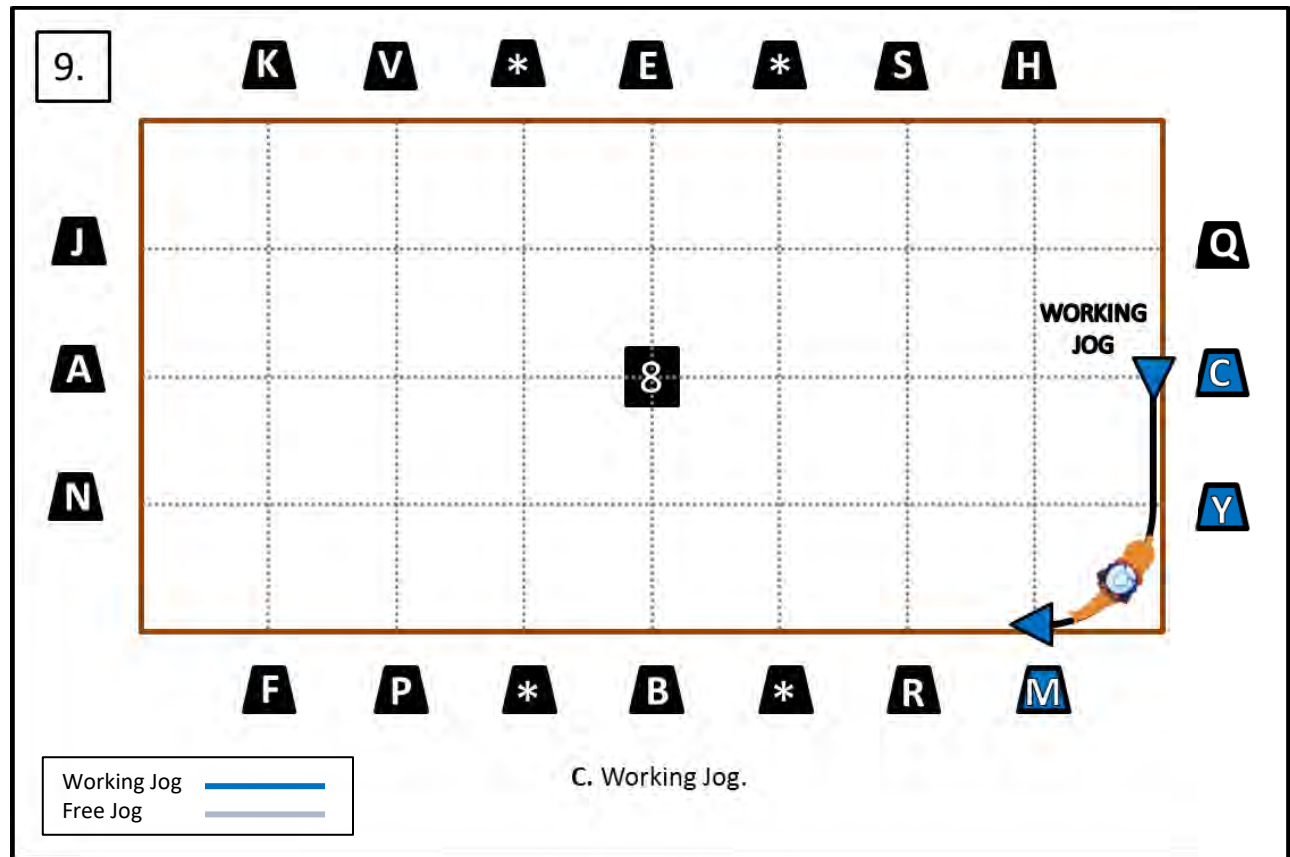 9.
K V * E * S H
J
Q
WORKING
JOG
A
8
C
N
Y
F P * B * R M
C. Working Jog.
Working Jog
Free Jog